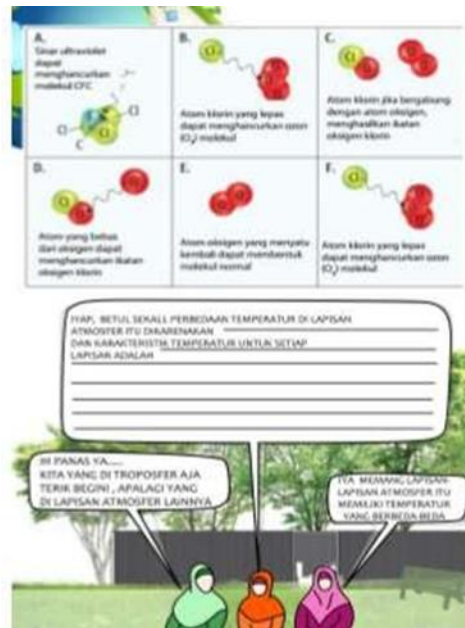 A.
Sinar ultraviolet
dapat
menghancurkan
molekul CFC
Cl
Cl
Cl
C
B.
Cl
Atom klorin yang lepas
dapat menghancurkan ozon
(O3) molekul
C.
Atom klorin jika bergabung
dengan atom oksigen,
menghasilkan ikatan
oksigen klorin
D.
Cl
Atom yang bebas
dari oksigen dapat
menghancurkan ikatan
oksigen klorin
E.
Atom oksigen yang menyatu
kembali dapat membentuk
molekul normal
F.
Cl
Atom klorin yang lepas
dapat menghancurkan ozon
(O3) molekul
IYAP, BETUL SEKALI PERBEDAAN TEMPERATUR DI LAPISAN
ATMOSFER ITU DIKARENAKAN
DAN KARAKTERISTIK TEMPERATUR UNTUK SETIAP
LAPISAN ADALAH
IH PANAS YA.....
KITA YANG DI TROPOSFER AJA
TERIK BEGINI , APALAGI YANG
DI LAPISAN ATMOSFER LAINNYA
IYA MEMANG LAPISAN-
LAPISAN ATMOSFER ITU
MEMILIKI TEMPERATUR
YANG BERBEDA-BEDA